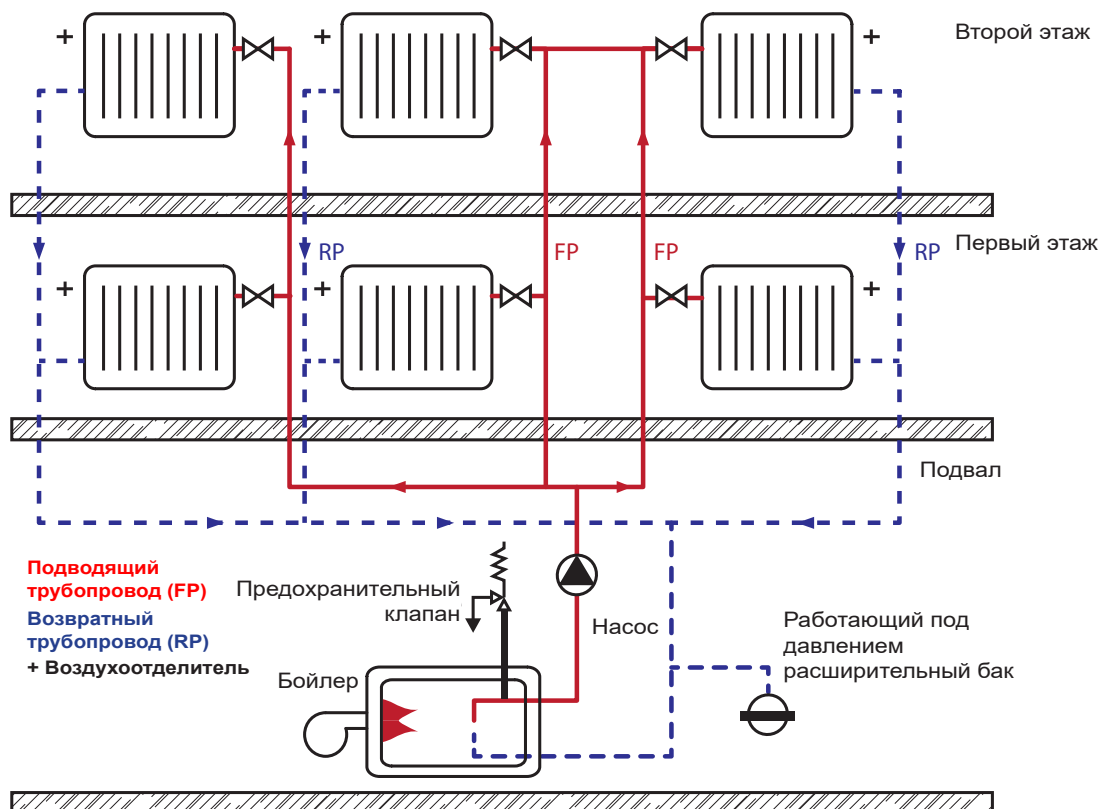 +
+
+
Второй этаж
RP
FP
FP
RP
Первый этаж
+
+
+
Подвал
Подводящий
трубопровод (FP)
Возвратный
трубопровод (RP)
+ Воздухоотделитель
Предохранительный
клапан
Насос
Бойлер
Работающий под
давлением
расширительный бак